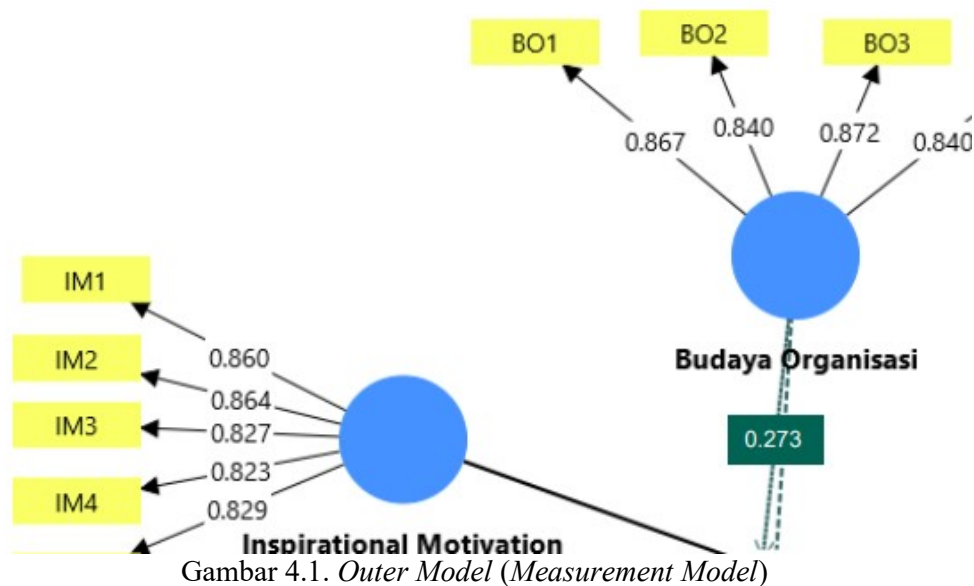 BO1
BO2
BO3
0.867
0.840
0.872
0.840
IM1
IM2
IM3
IM4
0.860
0.864
0.827
0.823
0.829
Budaya Organisasi
0.273
Inspirational Motivation
Gambar 4.1. Outer Model (Measurement Model)